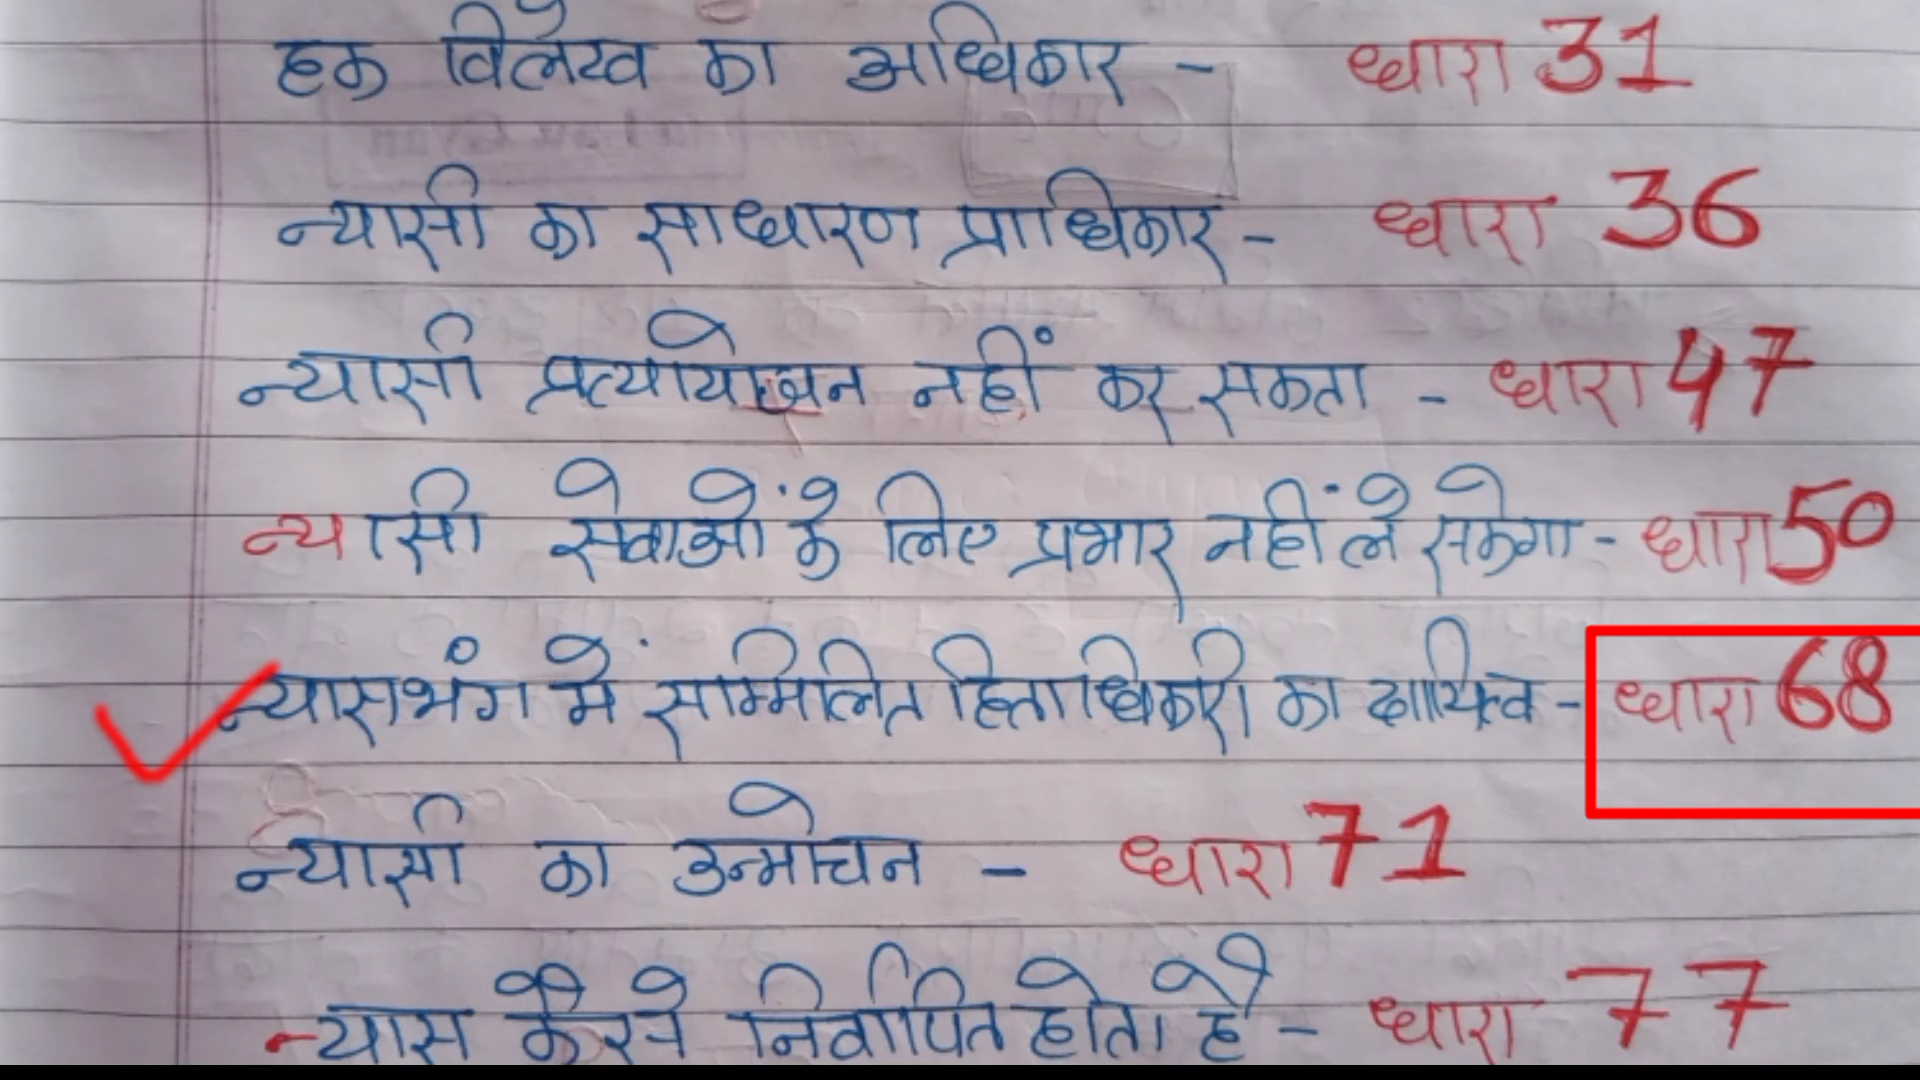 हक विलेख का अधिकार - धारा 31
न्यासी का साधारण प्राधिकार - धारा 36
न्यासी प्रत्यायोजन नहीं कर सकता - धारा 47
न्यासी सेवाओं के लिए प्रभार नहीं ले सकेगा - धारा 50
न्यासभंग में सम्मिलित हिताधिकारी का दायित्व - धारा 68
न्यासी का उन्मोचन - धारा 71
न्यास कैसे निर्वापित होता है - धारा 77